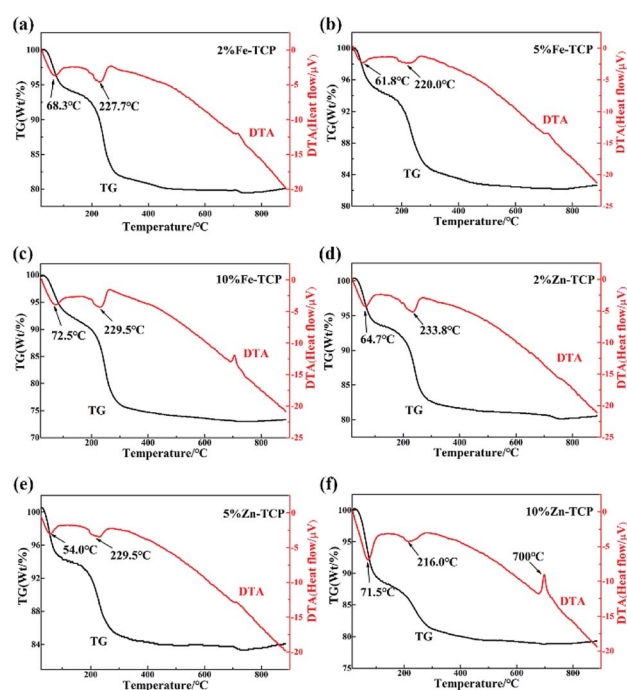 (a)
2%Fe-TCP
TG(Wt/%)
100
95
90
85
80
68.3℃
227.7℃
TG
DTA
0
-5
-10
-15
-20
-25
DTA(Heat flow/μV)
0 200 400 600 800
Temperature/℃
(b)
5%Fe-TCP
TG(Wt/%)
100
96
92
88
84
80
61.8℃
220.0℃
TG
DTA
0
-5
-10
-15
-20
-25
DTA(Heat flow/μV)
0 200 400 600 800
Temperature/℃
(c)
10%Fe-TCP
TG(Wt/%)
100
95
90
85
80
75
70
72.5℃
229.5℃
TG
DTA
0
-5
-10
-15
-20
-25
DTA(Heat flow/μV)
0 200 400 600 800
Temperature/℃
(d)
2%Zn-TCP
TG(Wt/%)
100
95
90
85
80
64.7℃
233.8℃
TG
DTA
0
-5
-10
-15
-20
-25
DTA(Heat flow/μV)
0 200 400 600 800
Temperature/℃
(e)
5%Zn-TCP
TG(Wt/%)
100
96
92
88
84
54.0℃
229.5℃
TG
DTA
0
-5
-10
-15
-20
DTA(Heat flow/μV)
0 200 400 600 800
Temperature/℃
(f)
10%Zn-TCP
TG(Wt/%)
100
95
90
85
80
75
71.5℃
216.0℃
700℃
TG
DTA
0
-5
-10
-15
-20
DTA(Heat flow/μV)
0 200 400 600 800
Temperature/℃